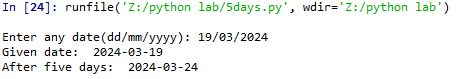 In [24]: runfile('Z:/python lab/5days.py', wdir='Z:/python lab')
Enter any date(dd/mm/yyyy): 19/03/2024
Given date:  2024-03-19
After five days:  2024-03-24